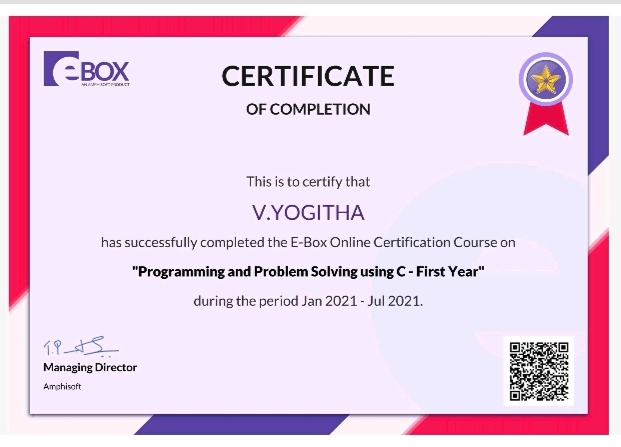 eBOX
AN AMPHISOFT PRODUCT
CERTIFICATE
OF COMPLETION
This is to certify that
V.YOGITHA
has successfully completed the E-Box Online Certification Course on
"Programming and Problem Solving using C - First Year"
during the period Jan 2021 - Jul 2021.
Managing Director
Amphisoft